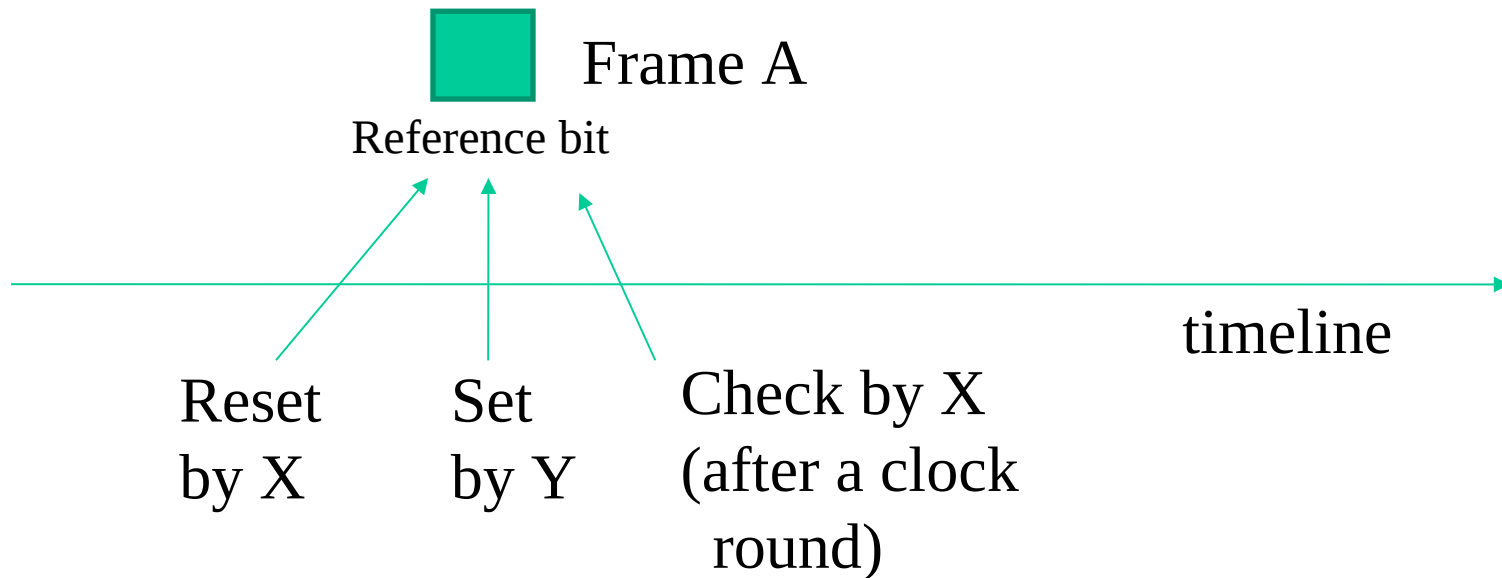 Frame A
Reference bit
timeline
Reset
by X
Set
by Y
Check by X
(after a clock
round)